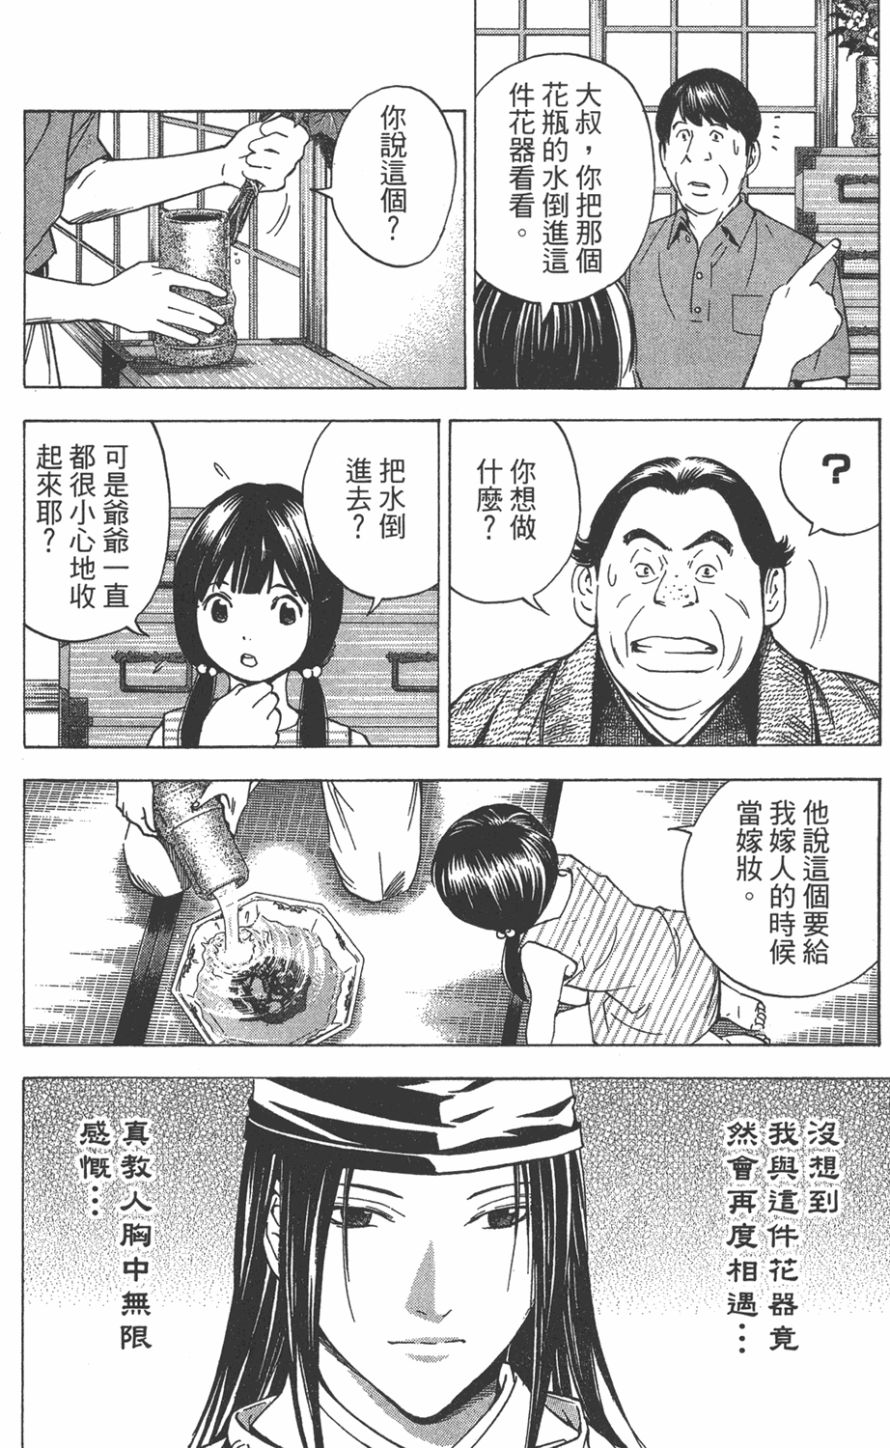 大叔，你把那個
花瓶的水倒進這
件花器看看。
你說這個？
？
你想做
什麼？
把水倒
進去？
可是爺爺一直
都很小心地收
起來耶？
他說這個要給
我嫁人的時候
當嫁妝。
沒想到
我與這件花器竟
然會再度相遇…
真教人胸中無限
感慨…